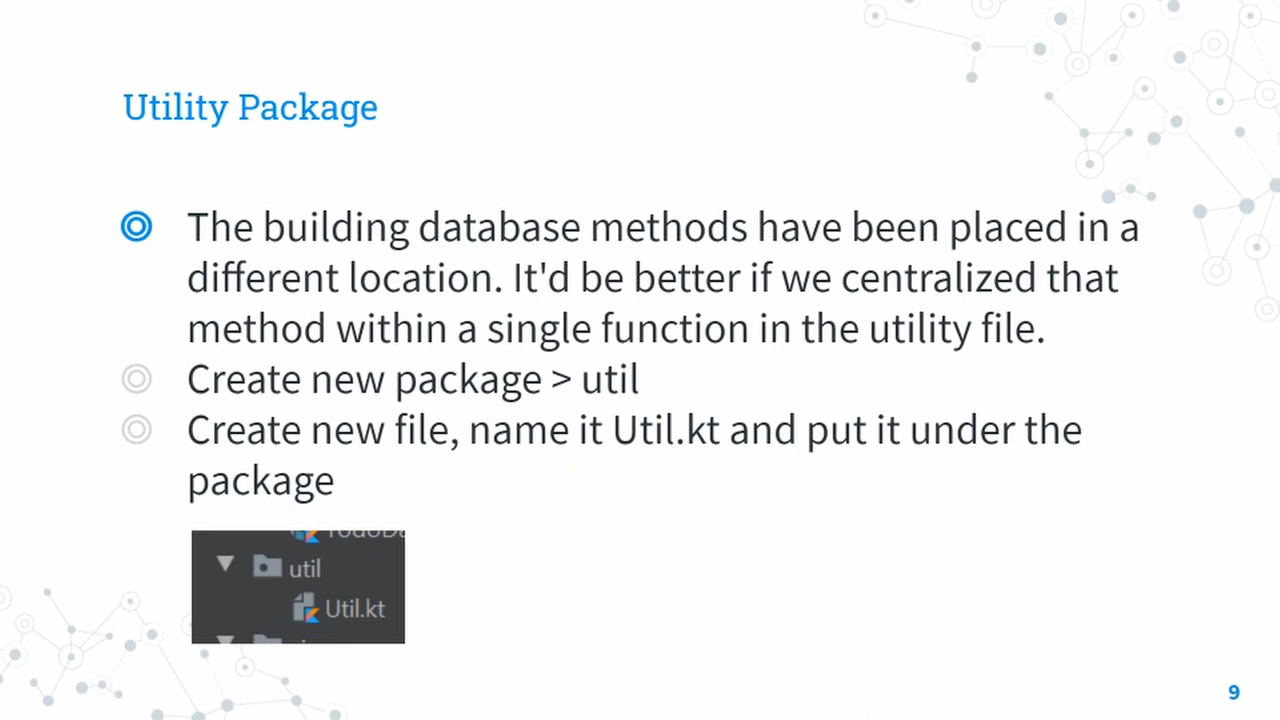 Utility Package
The building database methods have been placed in a
different location. It'd be better if we centralized that
method within a single function in the utility file.
Create new package > util
Create new file, name it Util.kt and put it under the
package
util
Util.kt
9